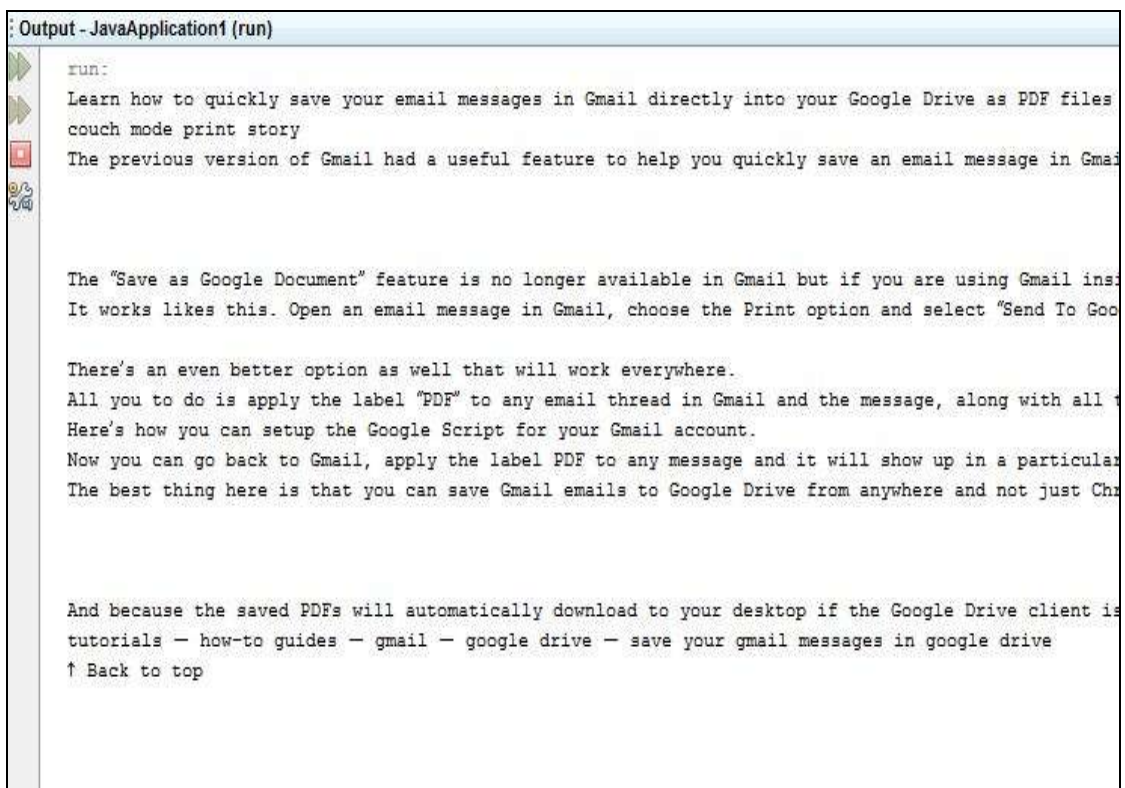 Output - JavaApplication1 (run)
run:
Learn how to quickly save your email messages in Gmail directly into your Google Drive as PDF files
couch mode print story
The previous version of Gmail had a useful feature to help you quickly save an email message in Gmai
The "Save as Google Document" feature is no longer available in Gmail but if you are using Gmail insi
It works likes this. Open an email message in Gmail, choose the Print option and select "Send To Goo
There's an even better option as well that will work everywhere.
All you to do is apply the label "PDF" to any email thread in Gmail and the message, along with all t
Here's how you can setup the Google Script for your Gmail account.
Now you can go back to Gmail, apply the label PDF to any message and it will show up in a particular
The best thing here is that you can save Gmail emails to Google Drive from anywhere and not just Chr
And because the saved PDFs will automatically download to your desktop if the Google Drive client is
tutorials — how-to guides — gmail — google drive — save your gmail messages in google drive
↑ Back to top